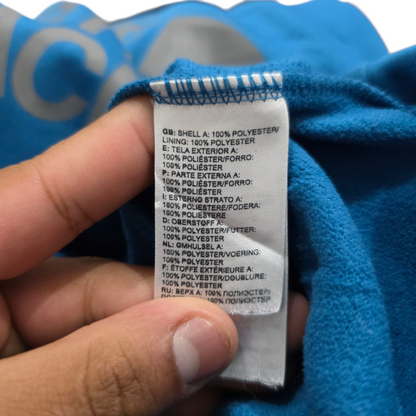 NC
GB: SHELL A: 100% POLYESTER/
LINING: 100% POLYESTER
E: TELA EXTERIOR A:
100% POLIÉSTER/FORRO:
100% POLIÉSTER
P: PARTE EXTERNA A:
100% POLIÉSTER/FORRO:
100% POLIÉSTER
I: ESTERNO STRATO A:
100% POLIESTERE/FODERA:
100% POLIESTERE
D: OBERSTOFF A:
100% POLYESTER/FUTTER:
100% POLYESTER
NL: OMHULSEL A:
100% POLYESTER/VOERING:
100% POLYESTER
F: ÉTOFFE EXTÉRIEURE A:
100% POLYESTER/DOUBLURE:
100% POLYESTER
RU: ВЕРХ A: 100% ПОЛИЭСТЕР/